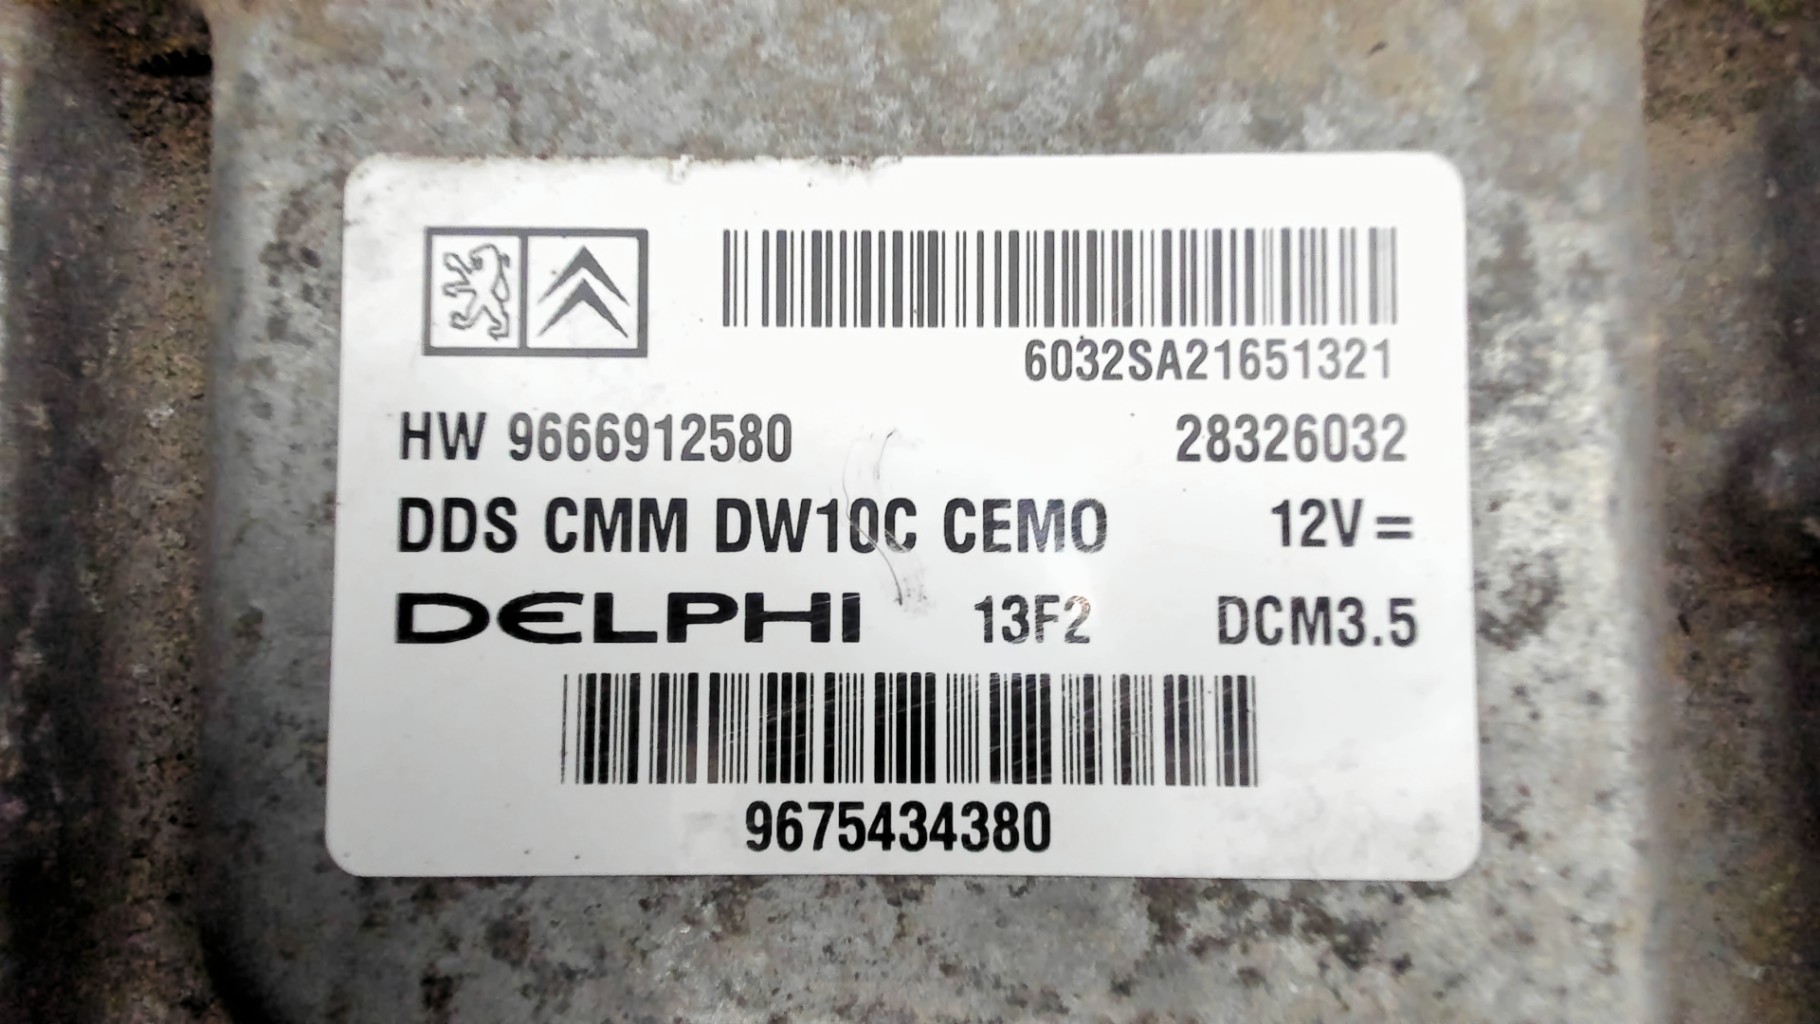 6032SA21651321
HW 9666912580 28326032
DDS CMM DW10C CEMO 12V=
DELPHI 13F2 DCM3.5
9675434380